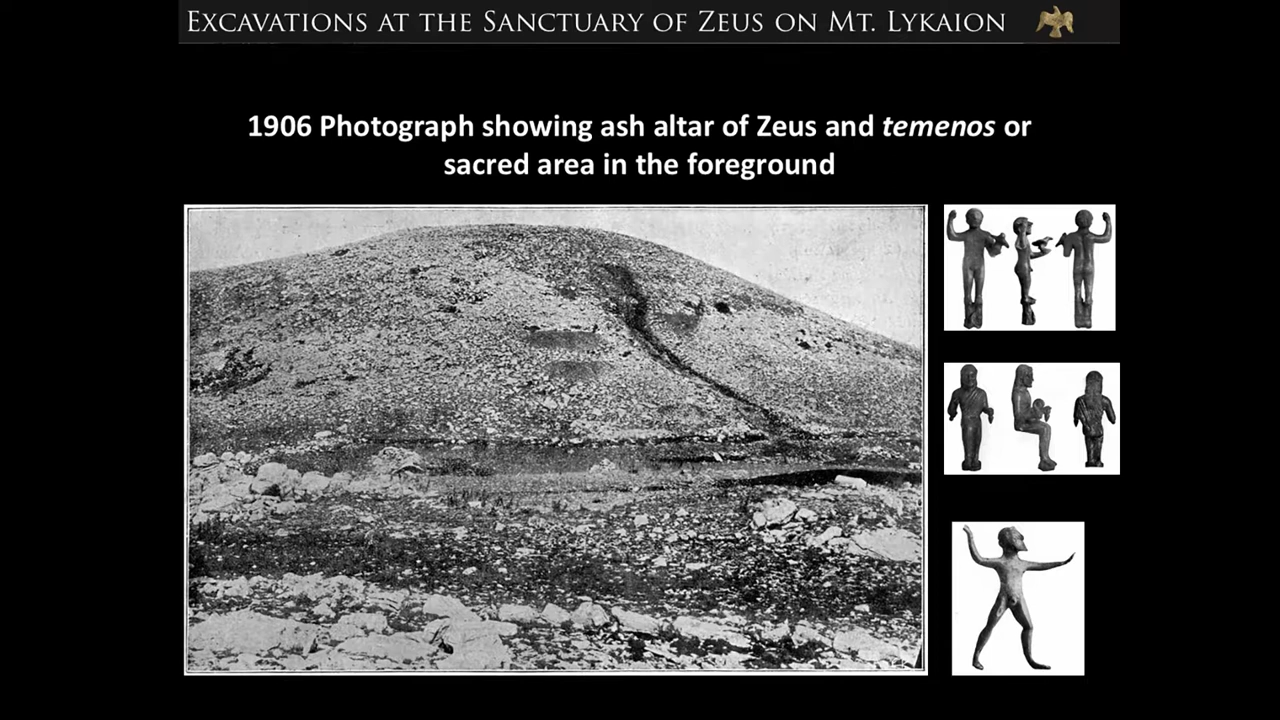 EXCAVATIONS AT THE SANCTUARY OF ZEUS ON MT. LYKAION
1906 Photograph showing ash altar of Zeus and temenos or
sacred area in the foreground